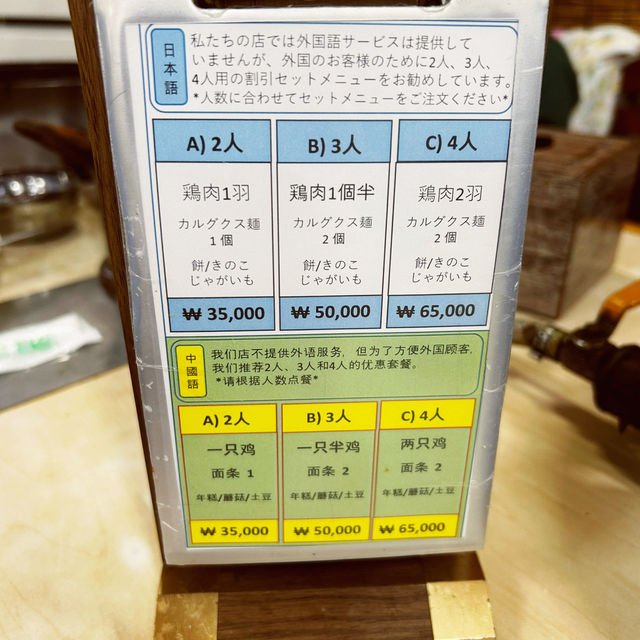 日本語
私たちの店では外国語サービスは提供して
いませんが、外国のお客様のために2人、3人、
4人用の割引セットメニューをお勧めしています。
*人数に合わせてセットメニューをご注文ください*
A) 2人
B) 3人
C) 4人
鶏肉1羽
鶏肉1個半
鶏肉2羽
カルグクス麺
1個
カルグクス麺
2個
カルグクス麺
2個
餅/きのこ
じゃがいも
餅/きのこ
じゃがいも
餅/きのこ
じゃがいも
₩ 35,000
₩ 50,000
₩ 65,000
中國語
我们店不提供外语服务，但为了方便外国顾客，
我们推荐2人、3人和4人的优惠套餐。
*请根据人数点餐*
A) 2人
B) 3人
C) 4人
一只鸡
一只半鸡
两只鸡
面条 1
面条 2
面条 2
年糕/蘑菇/土豆
年糕/蘑菇/土豆
年糕/蘑菇/土豆
₩ 35,000
₩ 50,000
₩ 65,000